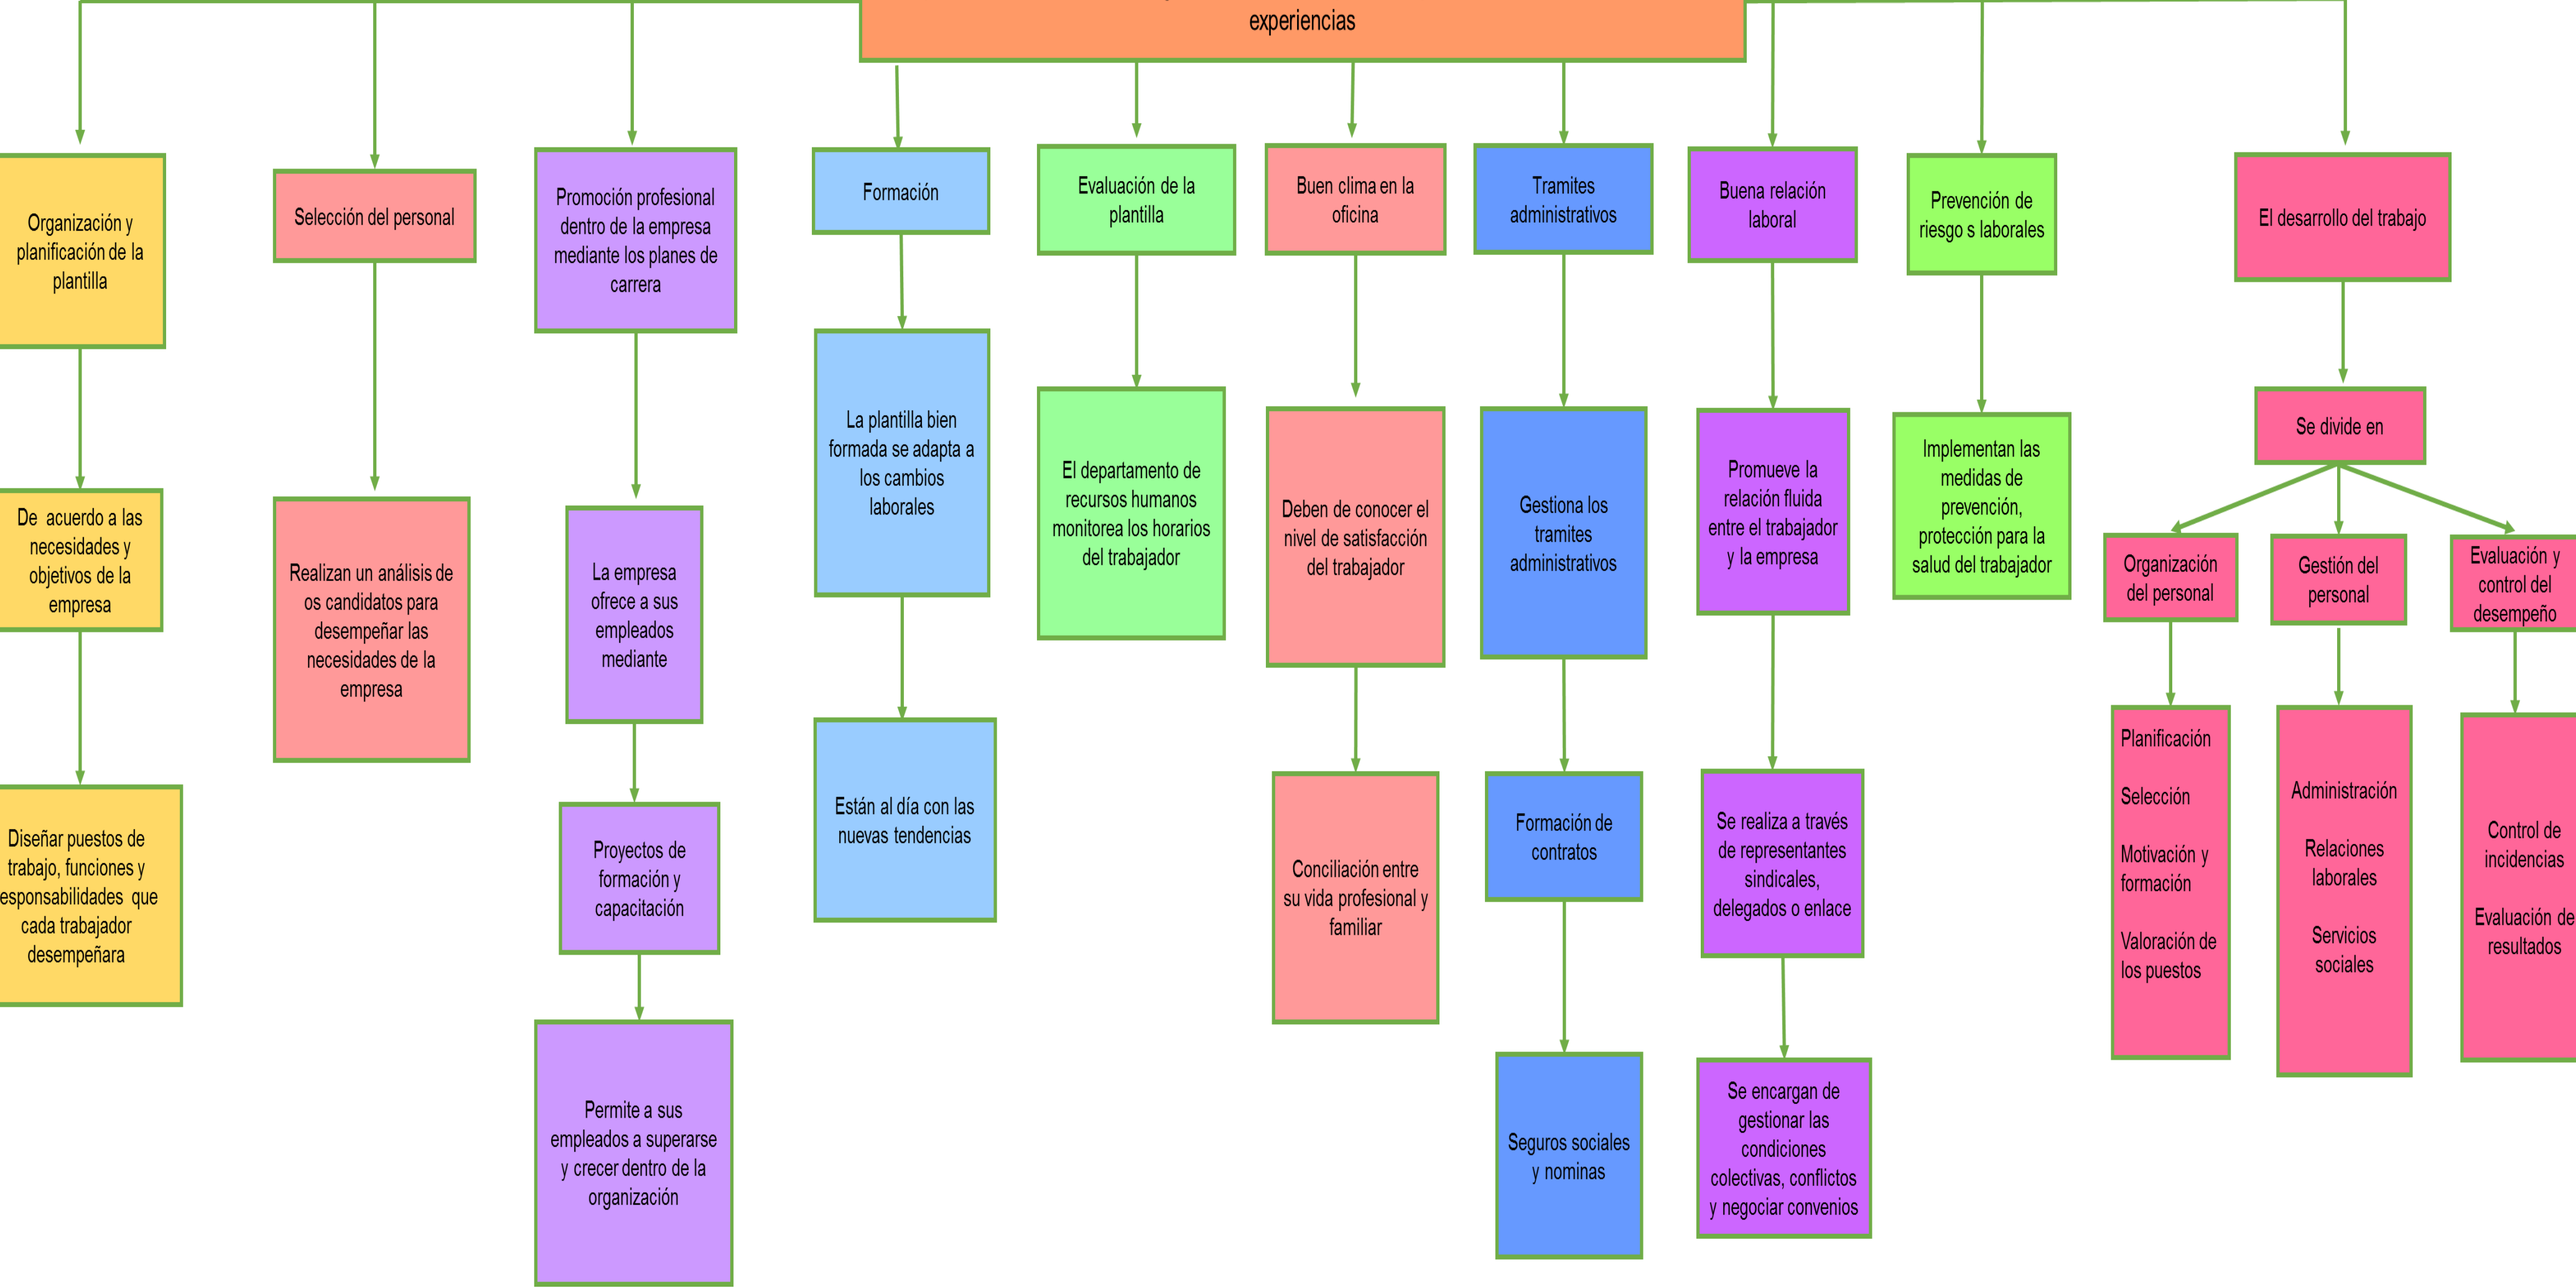 experiencias
Organización y
planificación de la
plantilla
De acuerdo a las
necesidades y
objetivos de la
empresa
Diseñar puestos de
trabajo, funciones y
esponsabilidades que
cada trabajador
desempeñara
Selección del personal
Realizan un análisis de
os candidatos para
desempeñar las
necesidades de la
empresa
Promoción profesional
dentro de la empresa
mediante los planes de
carrera
La empresa
ofrece a sus
empleados
mediante
Proyectos de
formación y
capacitación
Permite a sus
empleados a superarse
y crecer dentro de la
organización
Formación
La plantilla bien
formada se adapta a
los cambios
laborales
Están al día con las
nuevas tendencias
Evaluación de la
plantilla
El departamento de
recursos humanos
monitorea los horarios
del trabajador
Buen clima en la
oficina
Deben de conocer el
nivel de satisfacción
del trabajador
Conciliación entre
su vida profesional y
familiar
Tramites
administrativos
Gestiona los
tramites
administrativos
Formación de
contratos
Seguros sociales
y nominas
Buena relación
laboral
Promueve la
relación fluida
entre el trabajador
y la empresa
Se realiza a través
de representantes
sindicales,
delegados o enlace
Se encargan de
gestionar las
condiciones
colectivas, conflictos
y negociar convenios
Prevención de
riesgo s laborales
Implementan las
medidas de
prevención,
protección para la
salud del trabajador
El desarrollo del trabajo
Se divide en
Organización
del personal
Planificación
Selección
Motivación y
formación
Valoración de
los puestos
Gestión del
personal
Administración
Relaciones
laborales
Servicios
sociales
Evaluación y
control del
desempeño
Control de
incidencias
Evaluación de
resultados